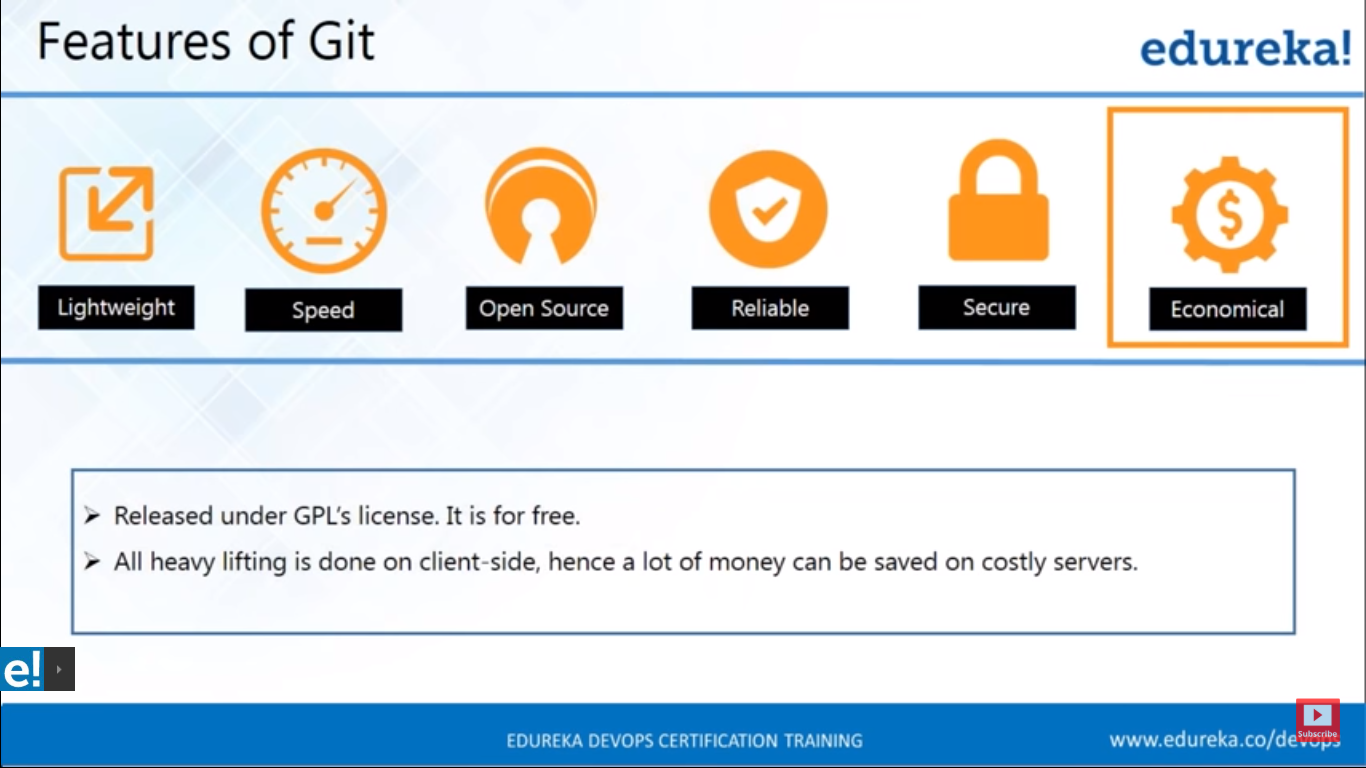 Features of Git
edureka!
Lightweight
Speed
Open Source
Reliable
Secure
Economical
$
➢ Released under GPL's license. It is for free.
➢ All heavy lifting is done on client-side, hence a lot of money can be saved on costly servers.
e!
EDUREKA DEVOPS CERTIFICATION TRAINING
www.edureka.co/devops
Subscribe